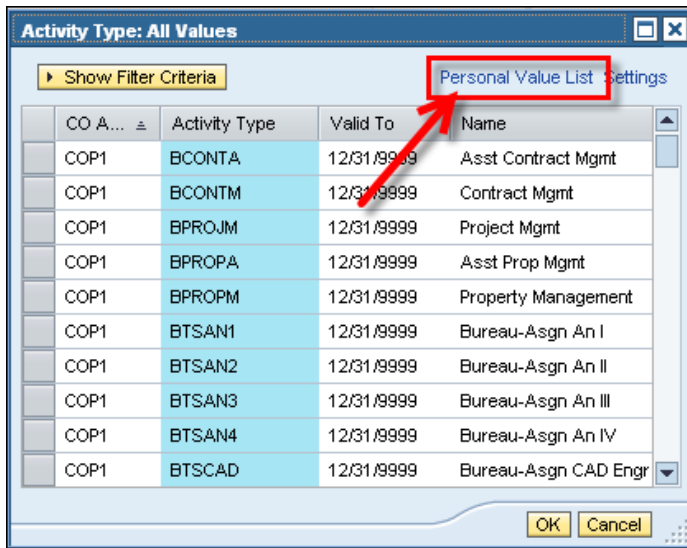 Activity Type: All Values
Show Filter Criteria Personal Value List Settings
CO A... Activity Type Valid To Name
COP1 BCONTA 12/31/9999 Asst Contract Mgmt
COP1 BCONTM 12/31/9999 Contract Mgmt
COP1 BPROJM 12/31/9999 Project Mgmt
COP1 BPROPA 12/31/9999 Asst Prop Mgmt
COP1 BPROPM 12/31/9999 Property Management
COP1 BTSAN1 12/31/9999 Bureau-Asgn An I
COP1 BTSAN2 12/31/9999 Bureau-Asgn An II
COP1 BTSAN3 12/31/9999 Bureau-Asgn An III
COP1 BTSAN4 12/31/9999 Bureau-Asgn An IV
COP1 BTSCAD 12/31/9999 Bureau-Asgn CAD Engr
OK Cancel